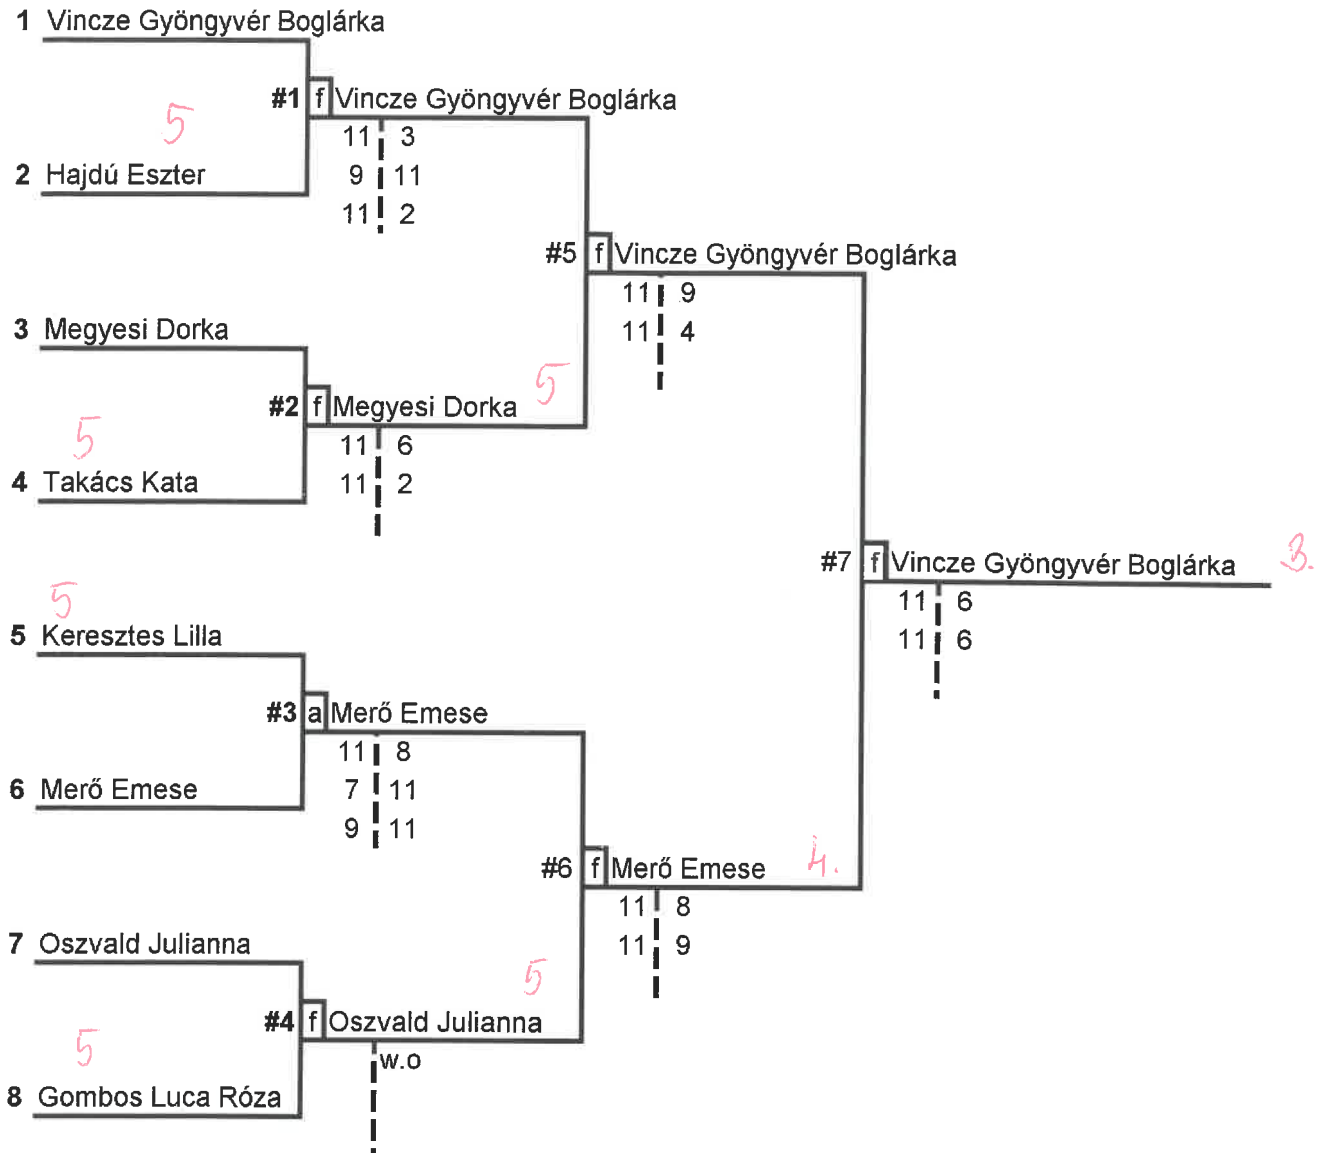 1 Vincze Gyöngyvér Boglárka
#1 f Vincze Gyöngyvér Boglárka
5
11 3
2 Hajdú Eszter
9 11
11 2
#5 f Vincze Gyöngyvér Boglárka
11 9
3 Megyesi Dorka
11 4
5
#2 f Megyesi Dorka
5
11 6
4 Takács Kata
11 2
#7 f Vincze Gyöngyvér Boglárka 3.
11 6
5
5 Keresztes Lilla
11 6
#3 a Merő Emese
11 8
6 Merő Emese
7 11
9 11
#6 f Merő Emese 4.
11 8
7 Oszvald Julianna
11 9
5
#4 f Oszvald Julianna
5
w.o
8 Gombos Luca Róza